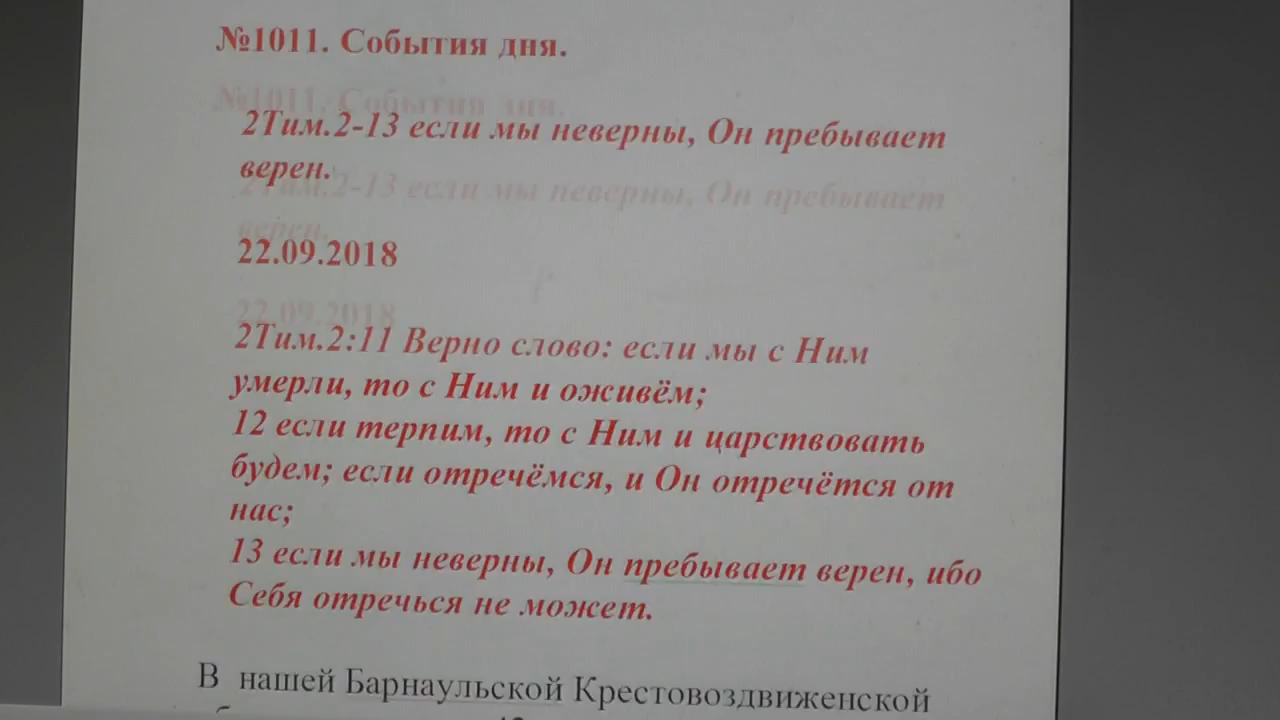 №1011. События дня.
2Тим.2-13 если мы неверны, Он пребывает
верен.
22.09.2018
2Тим.2:11 Верно слово: если мы с Ним
умерли, то с Ним и оживём;
12 если терпим, то с Ним и царствовать
будем; если отречёмся, и Он отречётся от
нас;
13 если мы неверны, Он пребывает верен, ибо
Себя отречься не может.
В нашей Барнаульской Крестовоздвиженской